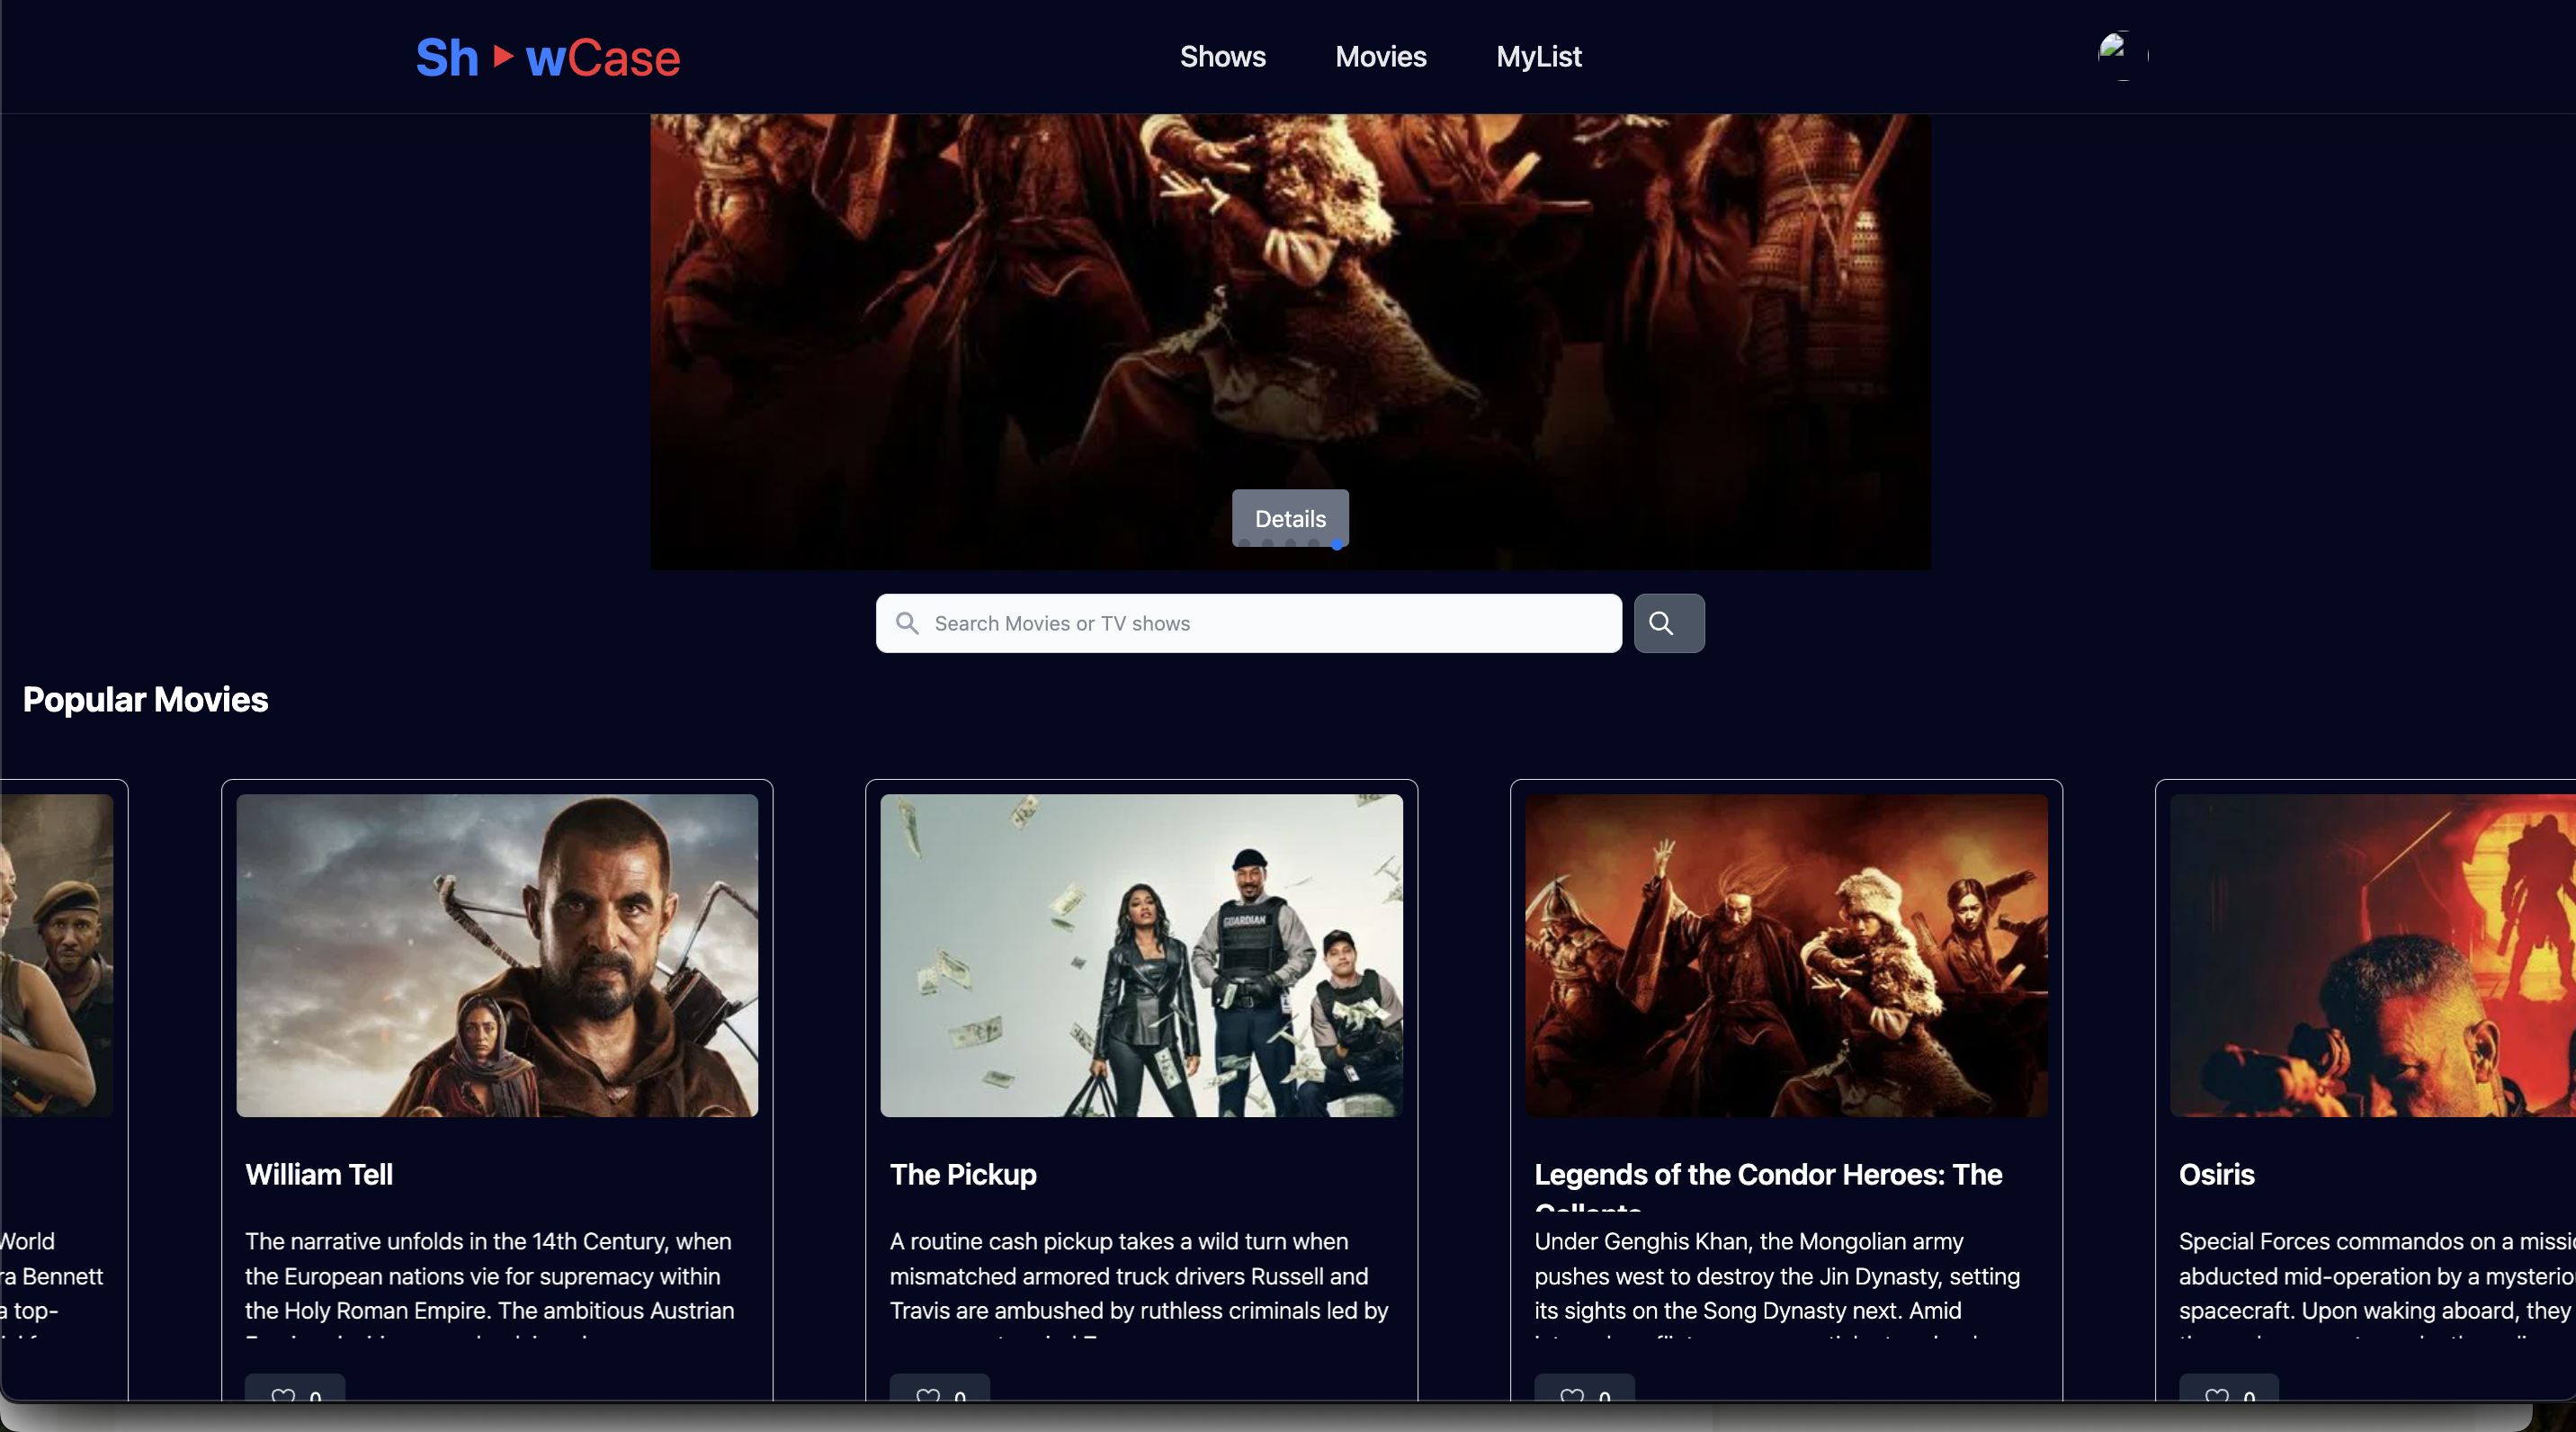 Sh▶wCase
Shows
Movies
MyList
Details
Search Movies or TV shows
Popular Movies
World
ra Bennett
a top-
William Tell
The narrative unfolds in the 14th Century, when
the European nations vie for supremacy within
the Holy Roman Empire. The ambitious Austrian
0
GUARDIAN
The Pickup
A routine cash pickup takes a wild turn when
mismatched armored truck drivers Russell and
Travis are ambushed by ruthless criminals led by
0
Legends of the Condor Heroes: The
Under Genghis Khan, the Mongolian army
pushes west to destroy the Jin Dynasty, setting
its sights on the Song Dynasty next. Amid
0
Osiris
Special Forces commandos on a missi
abducted mid-operation by a mysterio
spacecraft. Upon waking aboard, they
0